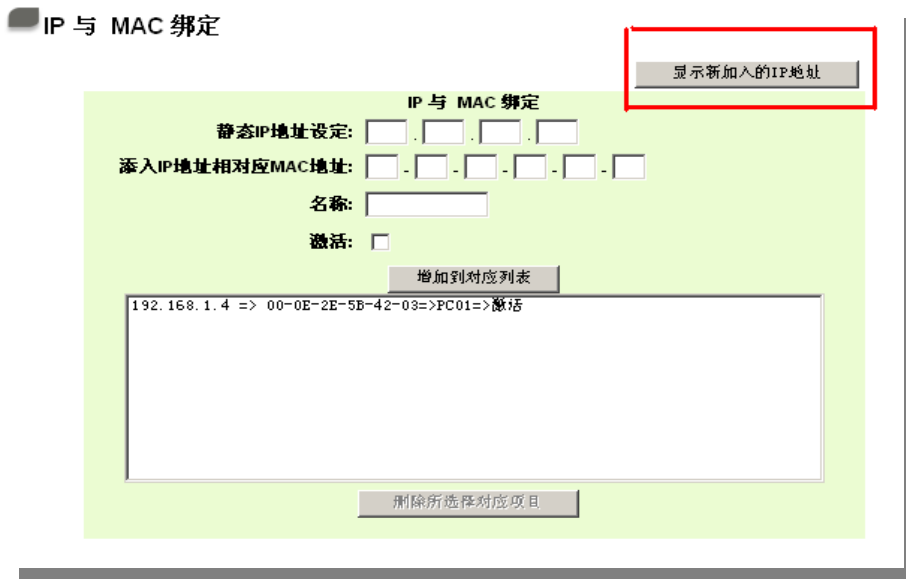 IP 与 MAC 绑定
显示新加入的IP地址
IP 与 MAC 绑定
静态IP地址设定: . . .
添入IP地址相对应MAC地址: - - - - -
名称:
激活:
增加到对应列表
192.168.1.4 => 00-0E-2E-5B-42-03=>PC01=>激活
删除所选择对应项目